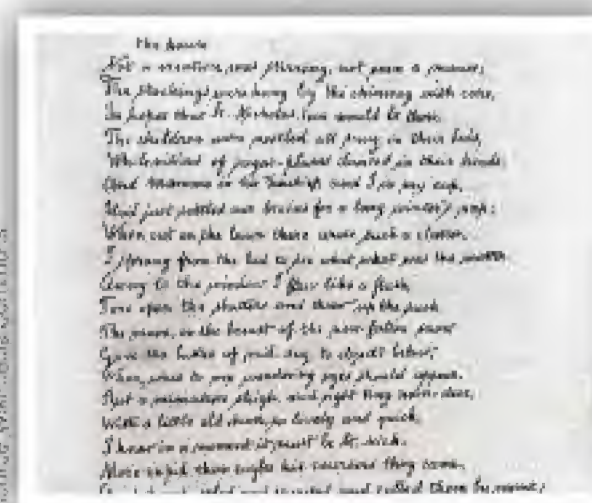 the house
Not a creature was stirring, not even a mouse;
The stockings were hung by the chimney with care,
In hopes that St. Nicholas soon would be there;
The children were nestled all snug in their beds,
While visions of sugar-plums danced in their heads;
And Mamma in her 'kerchief, and I in my cap,
Had just settled our brains for a long winter's nap;
When out on the lawn there arose such a clatter,
I sprang from the bed to see what was the matter.
Away to the window I flew like a flash,
Tore open the shutters and threw up the sash.
The moon, on the breast of the new fallen snow
Gave the lustre of mid-day to objects below;
When, what to my wondering eyes should appear,
But a miniature sleigh, and eight tiny rein-deer,
With a little old driver, so lively and quick,
I knew in a moment it must be St. Nick.
More rapid than eagles his coursers they came,
and called them by name;